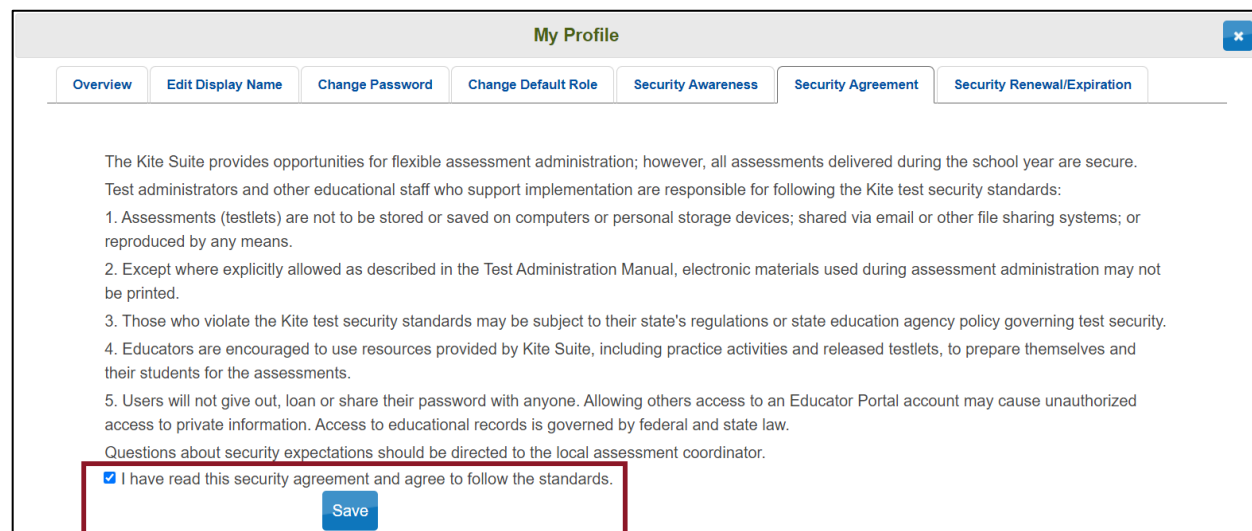 My Profile
Overview
Edit Display Name
Change Password
Change Default Role
Security Awareness
Security Agreement
Security Renewal/Expiration
The Kite Suite provides opportunities for flexible assessment administration; however, all assessments delivered during the school year are secure.
Test administrators and other educational staff who support implementation are responsible for following the Kite test security standards:
1. Assessments (testlets) are not to be stored or saved on computers or personal storage devices; shared via email or other file sharing systems; or
reproduced by any means.
2. Except where explicitly allowed as described in the Test Administration Manual, electronic materials used during assessment administration may not
be printed.
3. Those who violate the Kite test security standards may be subject to their state's regulations or state education agency policy governing test security.
4. Educators are encouraged to use resources provided by Kite Suite, including practice activities and released testlets, to prepare themselves and
their students for the assessments.
5. Users will not give out, loan or share their password with anyone. Allowing others access to an Educator Portal account may cause unauthorized
access to private information. Access to educational records is governed by federal and state law.
Questions about security expectations should be directed to the local assessment coordinator.
I have read this security agreement and agree to follow the standards.
Save